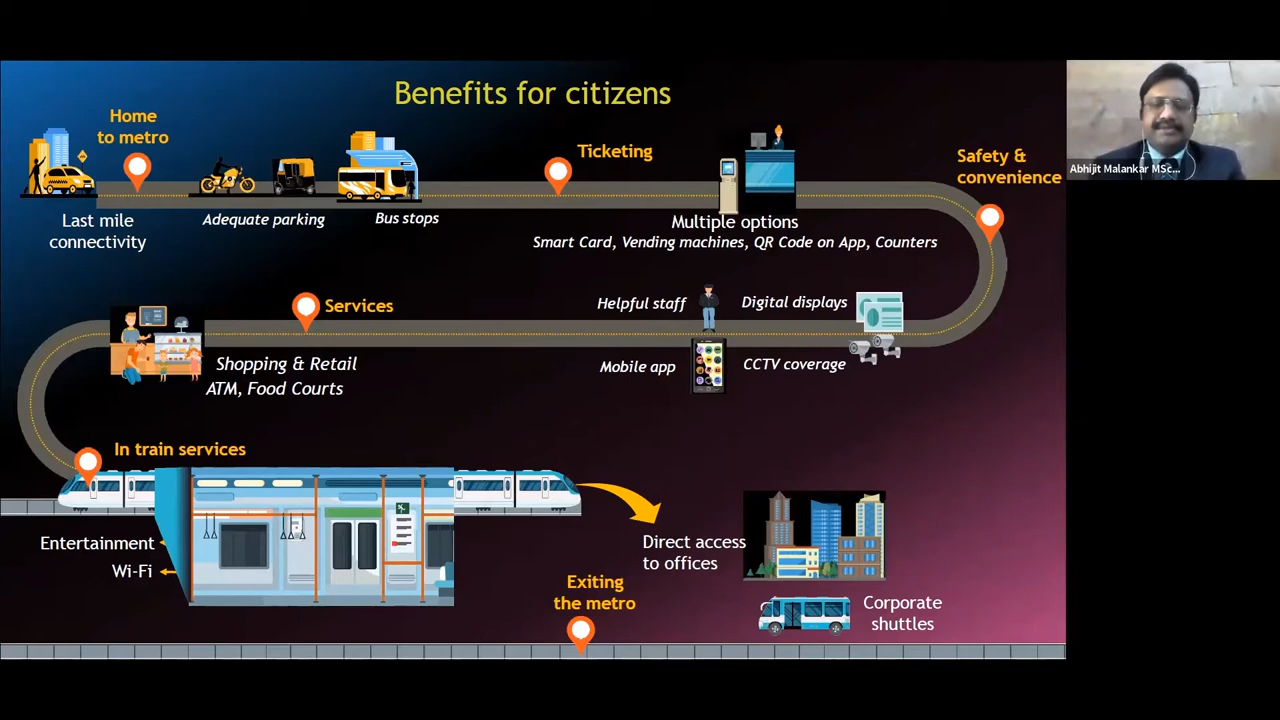 Benefits for citizens
Home
to metro
Last mile
connectivity
Adequate parking
Bus stops
Ticketing
Multiple options
Smart Card, Vending machines, QR Code on App, Counters
Safety &
convenience
Abhijit Malankar MSc...
Helpful staff
Digital displays
Mobile app
CCTV coverage
Services
Shopping & Retail
ATM, Food Courts
In train services
Entertainment
Wi-Fi
Direct access
to offices
Exiting
the metro
Corporate
shuttles